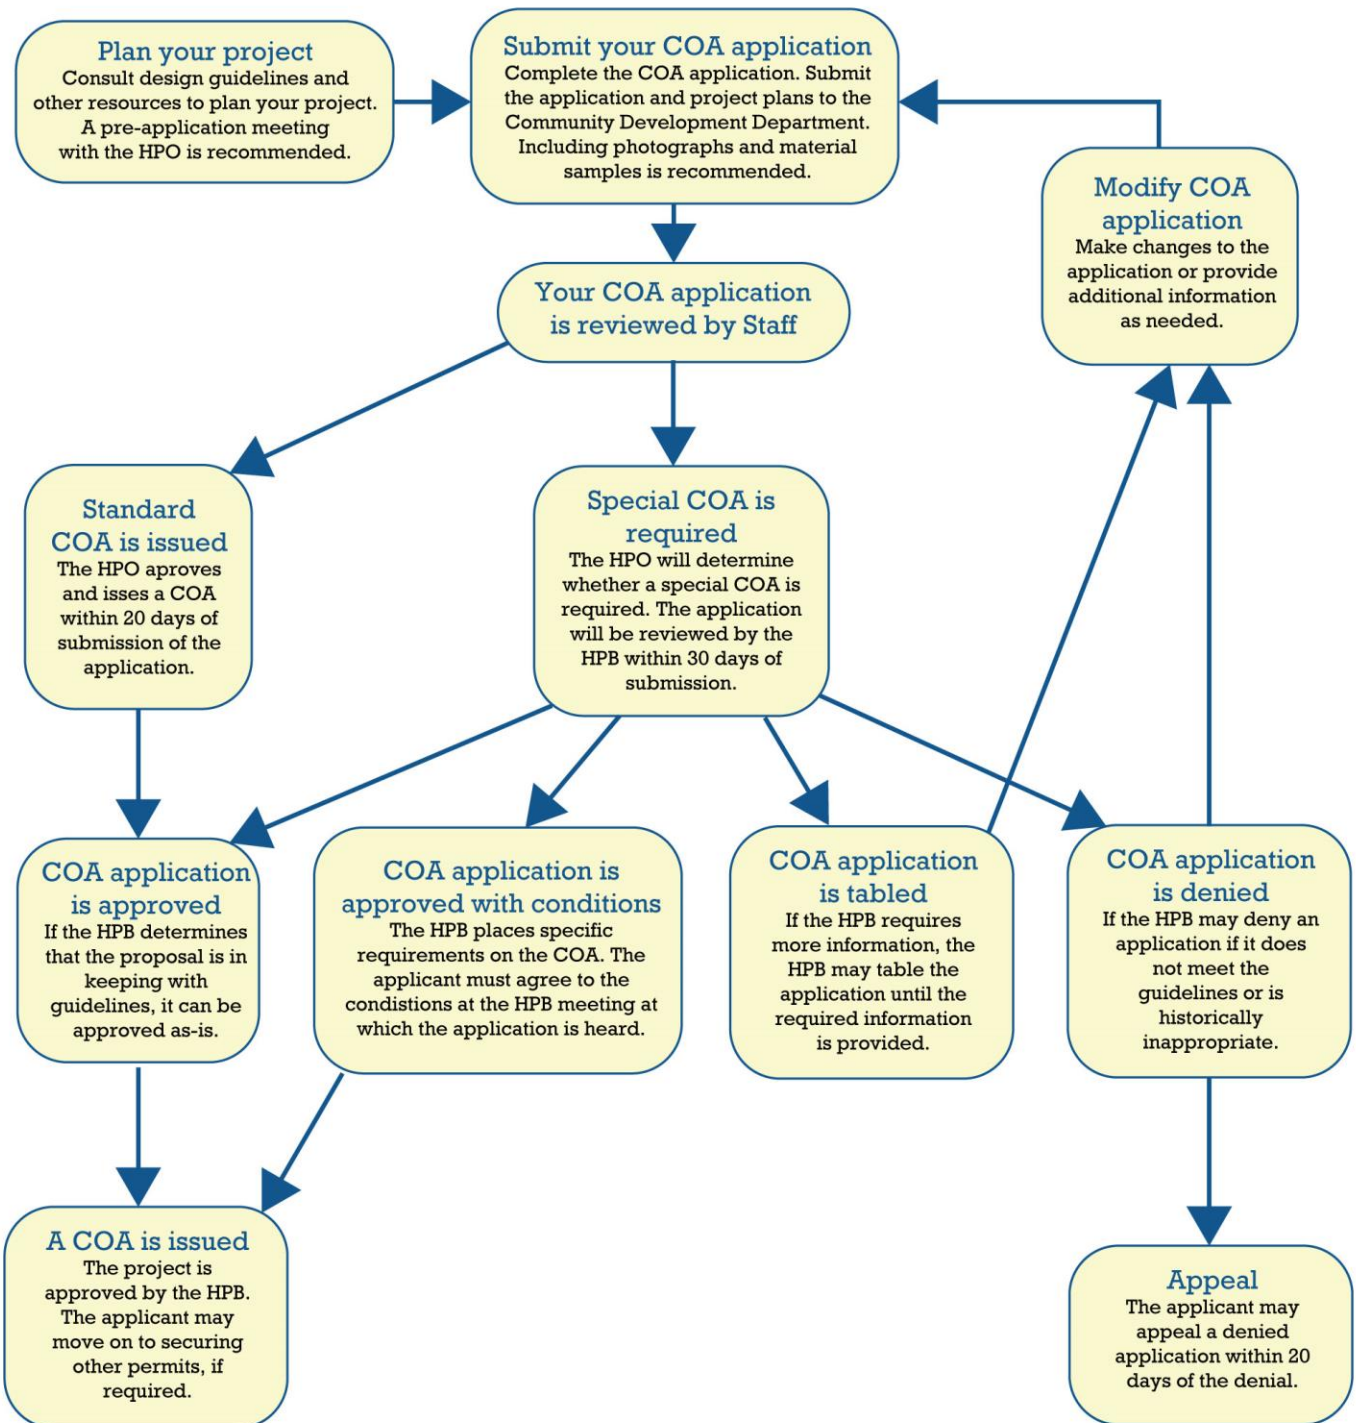 Plan your project
Consult design guidelines and
other resources to plan your project.
A pre-application meeting
with the HPO is recommended.
Submit your COA application
Complete the COA application. Submit
the application and project plans to the
Community Development Department.
Including photographs and material
samples is recommended.
Modify COA
application
Make changes to the
application or provide
additional information
as needed.
Your COA application
is reviewed by Staff
Standard
COA is issued
The HPO aproves
and isses a COA
within 20 days of
submission of the
application.
Special COA is
required
The HPO will determine
whether a special COA is
required. The application
will be reviewed by the
HPB within 30 days of
submission.
COA application
is approved
If the HPB determines
that the proposal is in
keeping with
guidelines, it can be
approved as-is.
COA application is
approved with conditions
The HPB places specific
requirements on the COA. The
applicant must agree to the
condistions at the HPB meeting at
which the application is heard.
COA application
is tabled
If the HPB requires
more information, the
HPB may table the
application until the
required information
is provided.
COA application
is denied
If the HPB may deny an
application if it does
not meet the
guidelines or is
historically
inappropriate.
A COA is issued
The project is
approved by the HPB.
The applicant may
move on to securing
other permits, if
required.
Appeal
The applicant may
appeal a denied
application within 20
days of the denial.